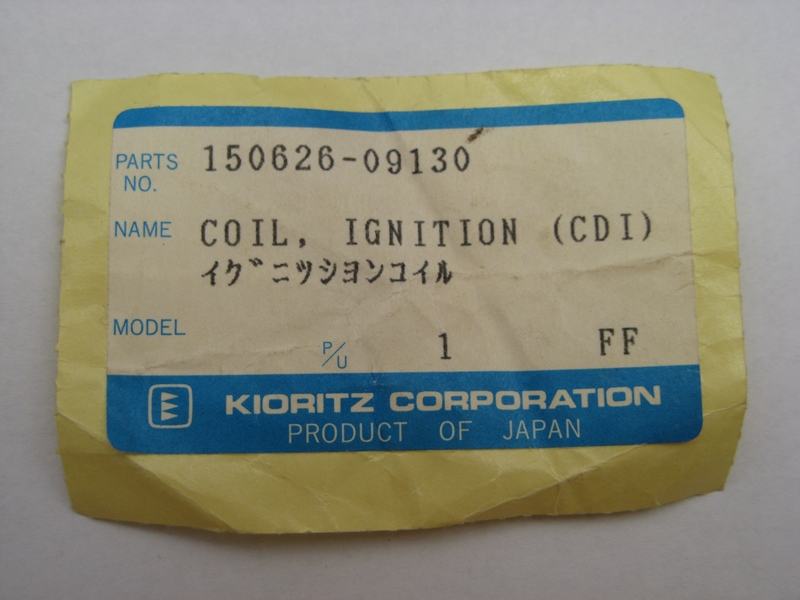 PARTS NO. 150626-09130
NAME COIL, IGNITION (CDI)
イグニツシヨンコイル
MODEL
P/U 1 FF
KIORITZ CORPORATION
PRODUCT OF JAPAN